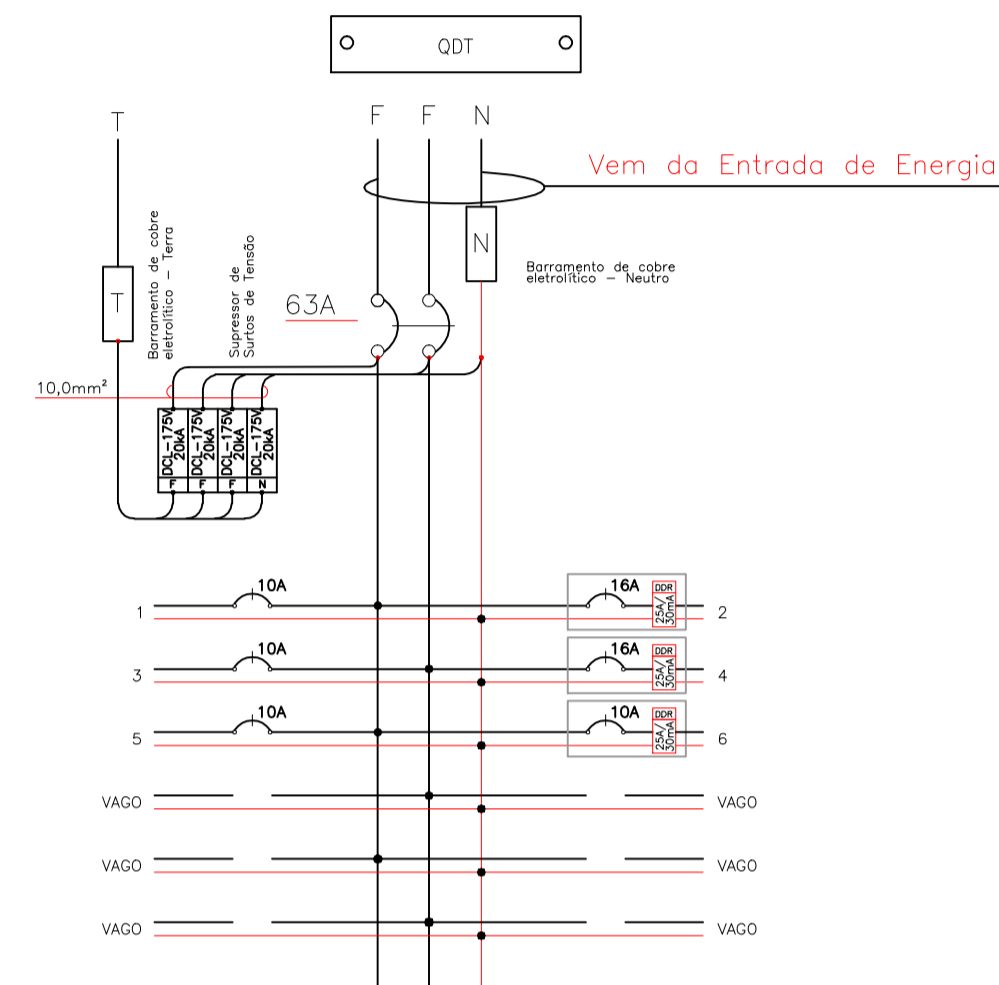 QDT
T
F F N
Vem da Entrada de Energia
T
Barramento de cobre
eletrolítico – Terra
Supressor de
Surtos de Tensão
63A
N
Barramento de cobre
eletrolítico – Neutro
10,0mm²
DCL-175V
20kA
F
DCL-175V
20kA
F
DCL-175V
20kA
F
DCL-175V
20kA
N
1 10A 16A DDR 2
25A/
30mA
3 10A 16A DDR 4
25A/
30mA
5 10A 10A DDR 6
25A/
30mA
VAGO VAGO
VAGO VAGO
VAGO VAGO